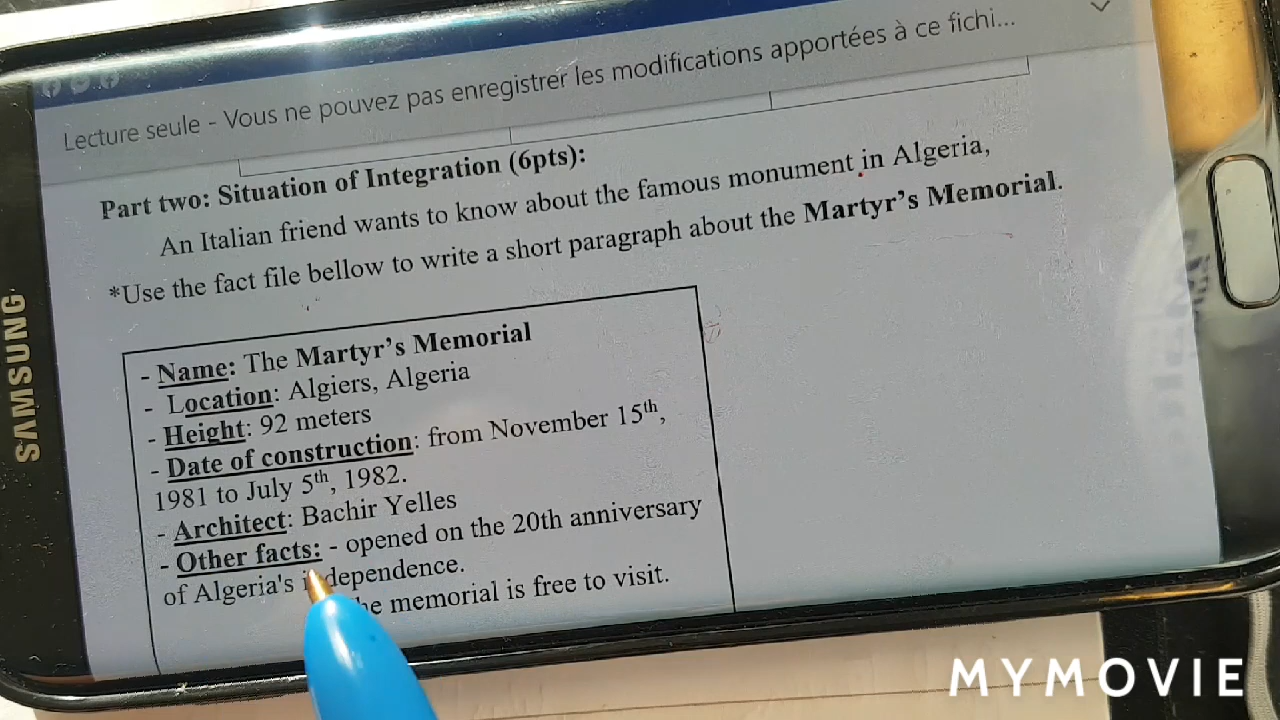 Lecture seule - Vous ne pouvez pas enregistrer les modifications apportées à ce fichi...
Part two: Situation of Integration (6pts):
An Italian friend wants to know about the famous monument in Algeria,
*Use the fact file bellow to write a short paragraph about the Martyr's Memorial.
- Name: The Martyr's Memorial
- Location: Algiers, Algeria
- Height: 92 meters
- Date of construction: from November 15th,
1981 to July 5th, 1982.
- Architect: Bachir Yelles
- Other facts: - opened on the 20th anniversary
of Algeria's independence.
memorial is free to visit.
SAMSUNG
MYMOVIE